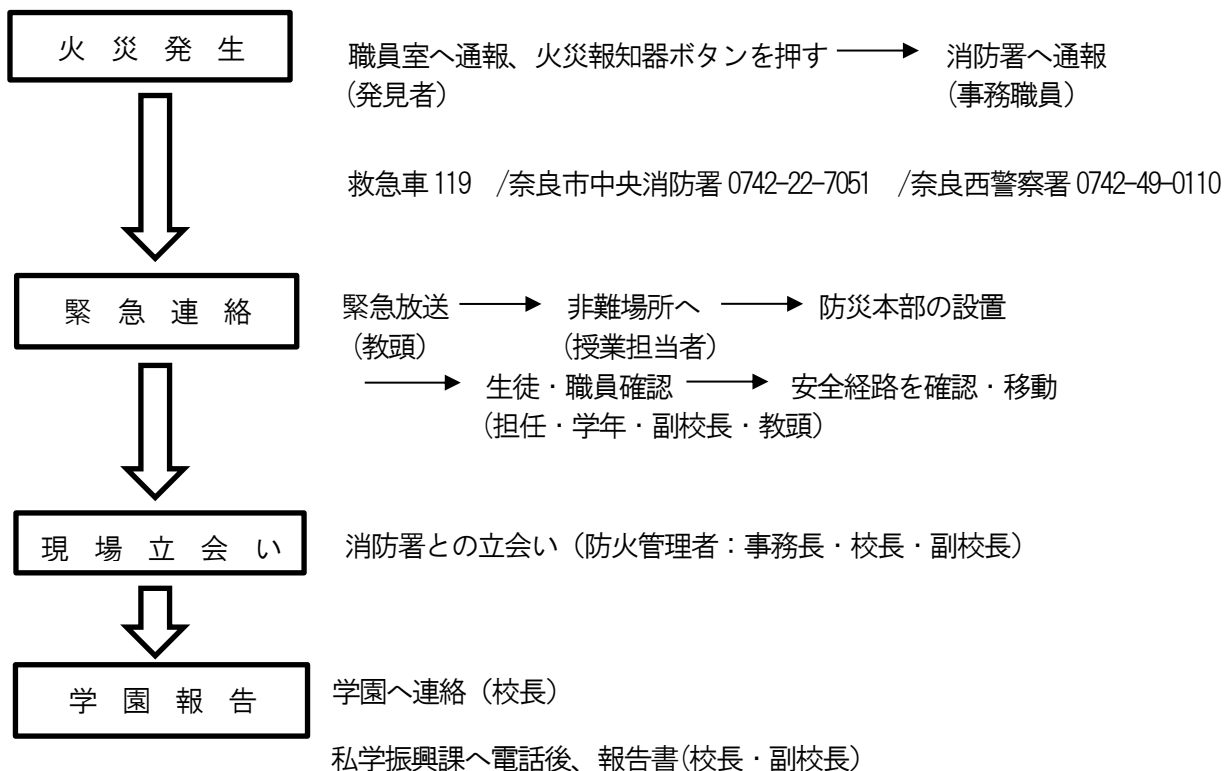 火 災 発 生
職員室へ通報、火災報知器ボタンを押す 消防署へ通報
(発見者) (事務職員)
救急車 119 /奈良市中央消防署 0742-22-7051 /奈良西警察署 0742-49-0110
緊 急 連 絡
緊急放送 非難場所へ 防災本部の設置
(教頭) (授業担当者)
生徒・職員確認 安全経路を確認・移動
(担任・学年・副校長・教頭)
現 場 立 会 い
消防署との立会い（防火管理者：事務長・校長・副校長）
学 園 報 告
学園へ連絡（校長）
私学振興課へ電話後、報告書(校長・副校長）